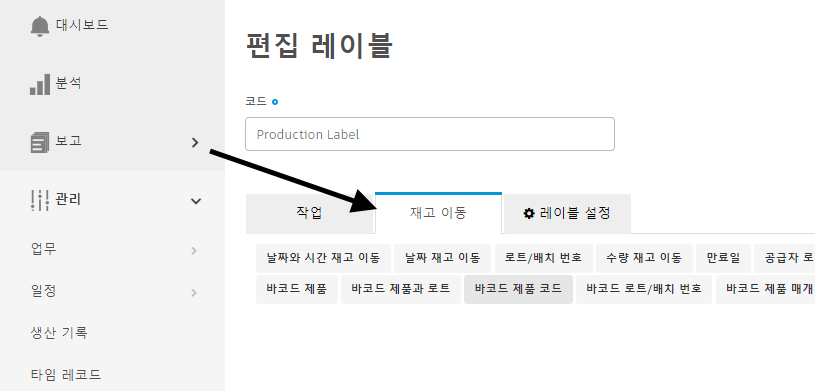 대시보드
분석
보고
관리
업무
일정
생산 기록
타임 레코드
편집 레이블
코드
Production Label
작업 재고 이동 레이블 설정
날짜와 시간 재고 이동 날짜 재고 이동 로트/배치 번호 수량 재고 이동 만료일 공급자 로
바코드 제품 바코드 제품과 로트 바코드 제품 코드 바코드 로트/배치 번호 바코드 제품 매개